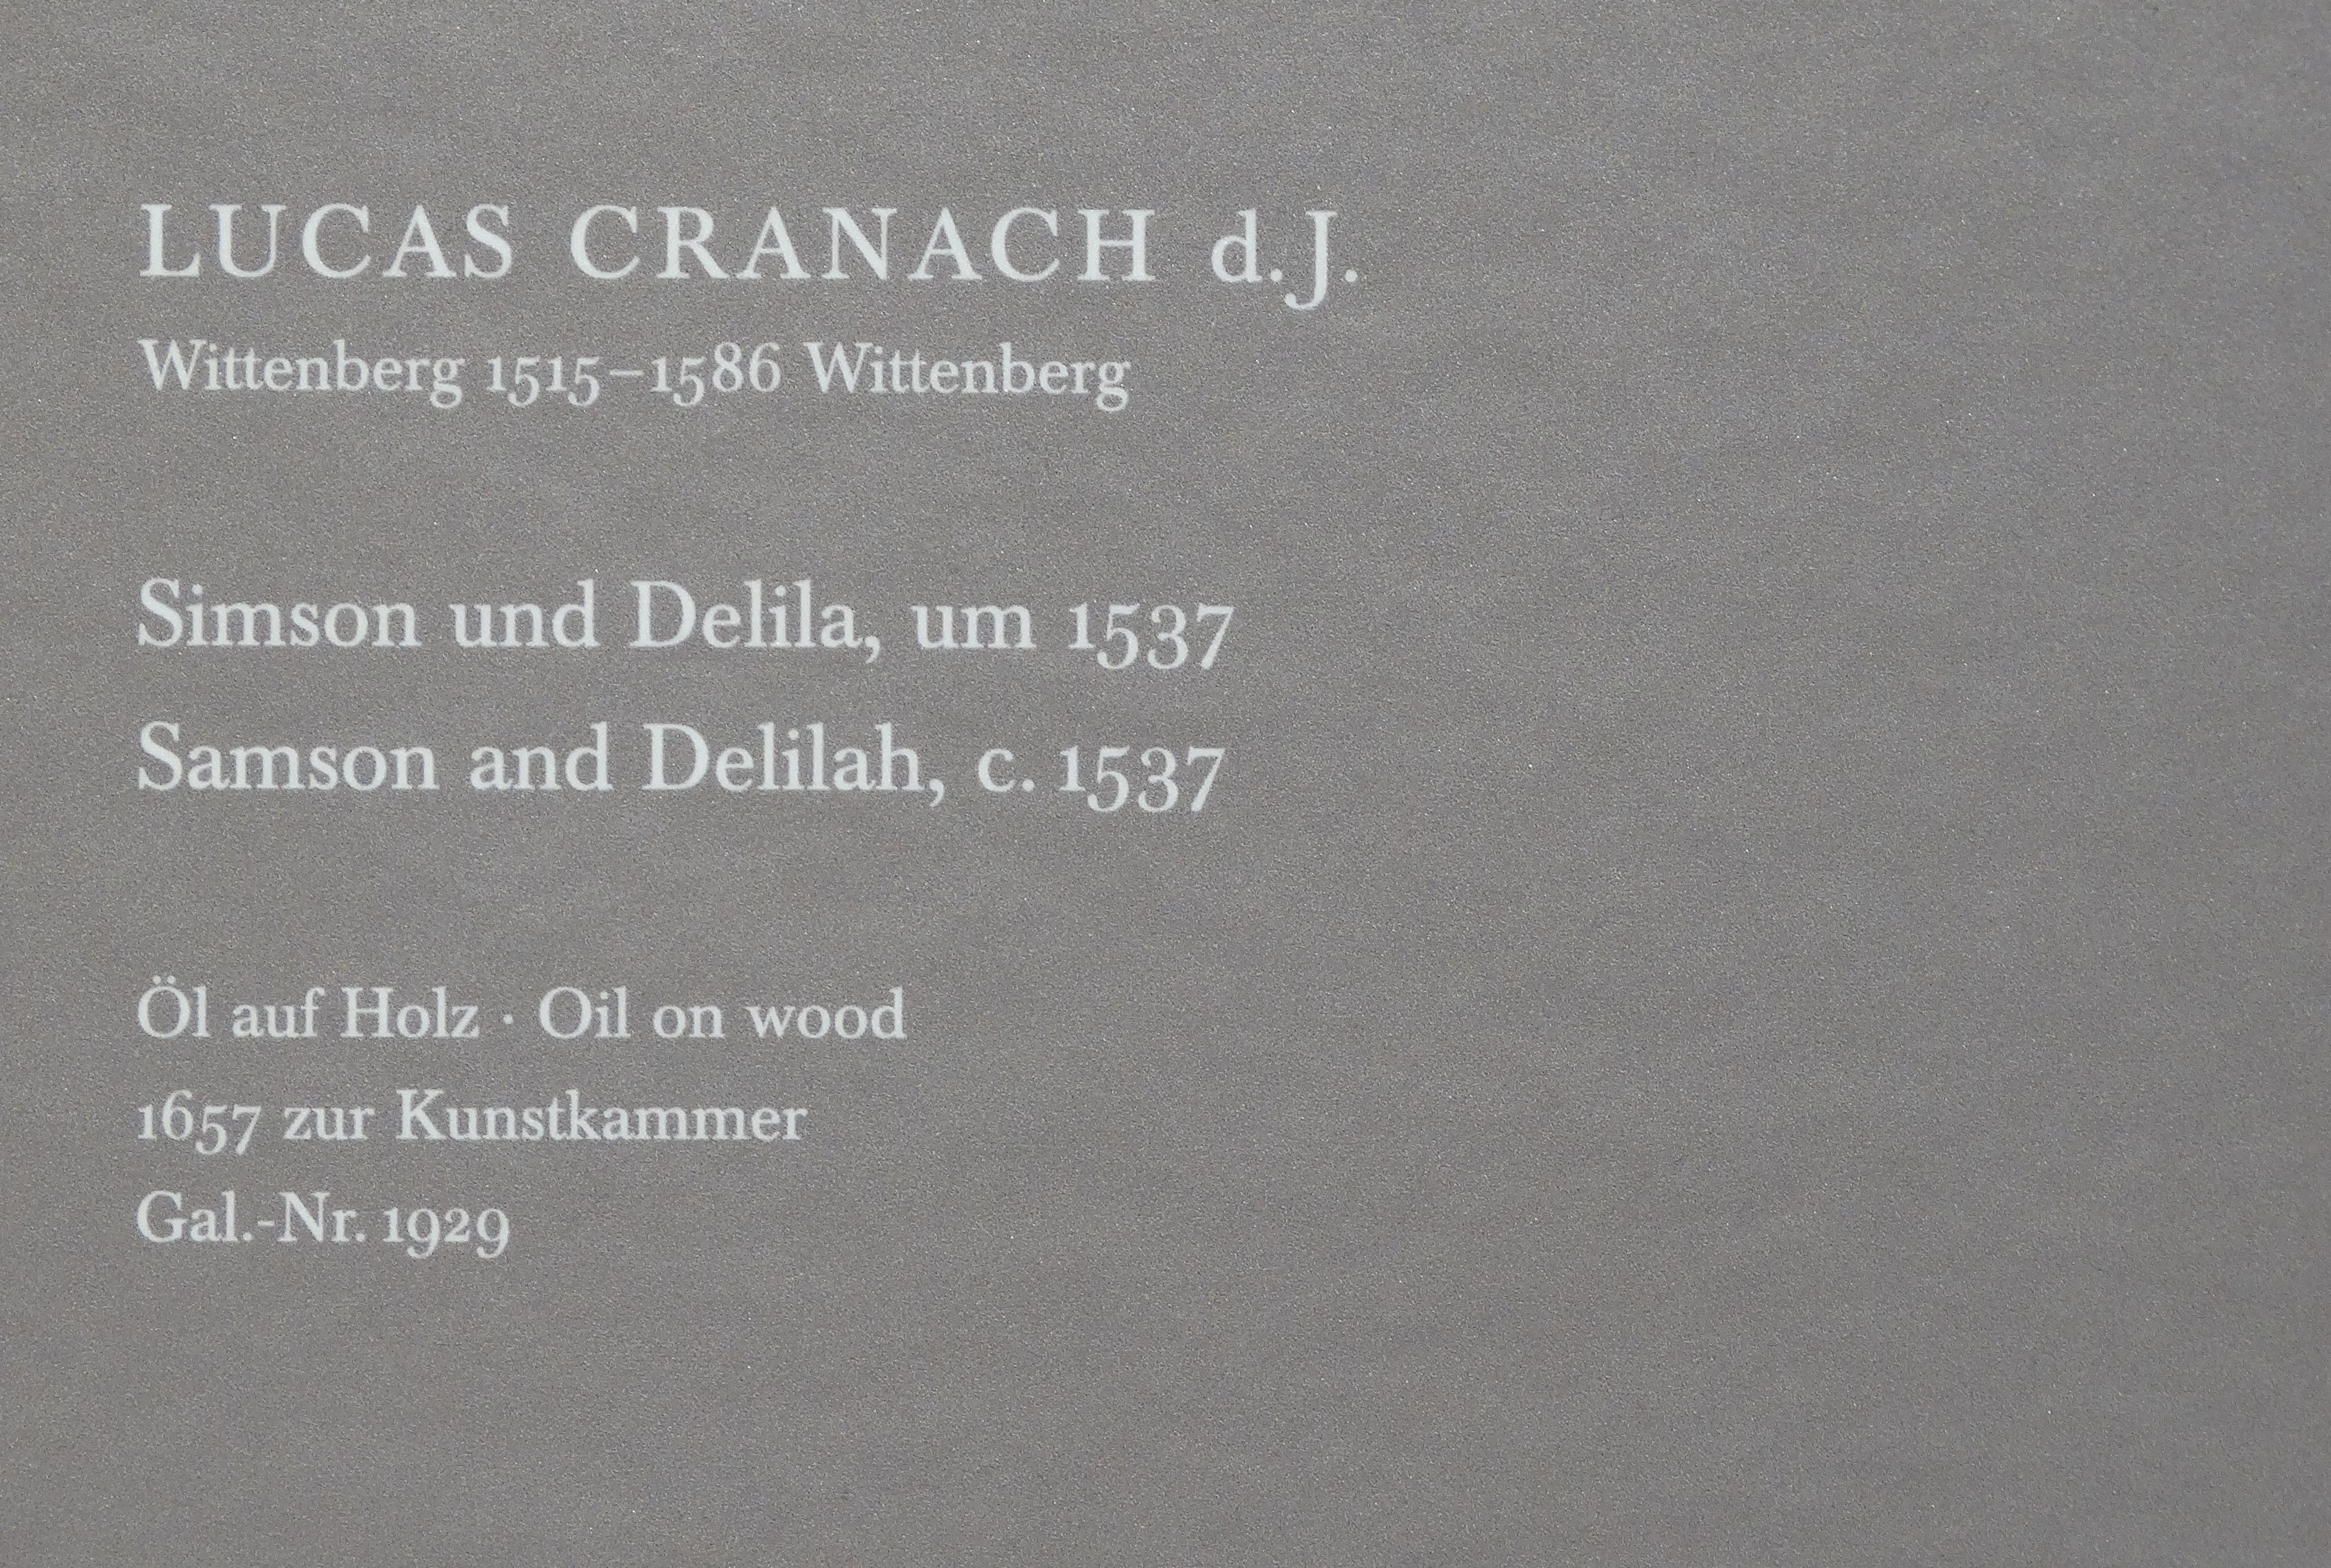 LUCAS CRANACH d. J.
Wittenberg 1515–1586 Wittenberg
Simson und Delila, um 1537
Samson and Delilah, c. 1537
Öl auf Holz · Oil on wood
1657 zur Kunstkammer
Gal.-Nr. 1929